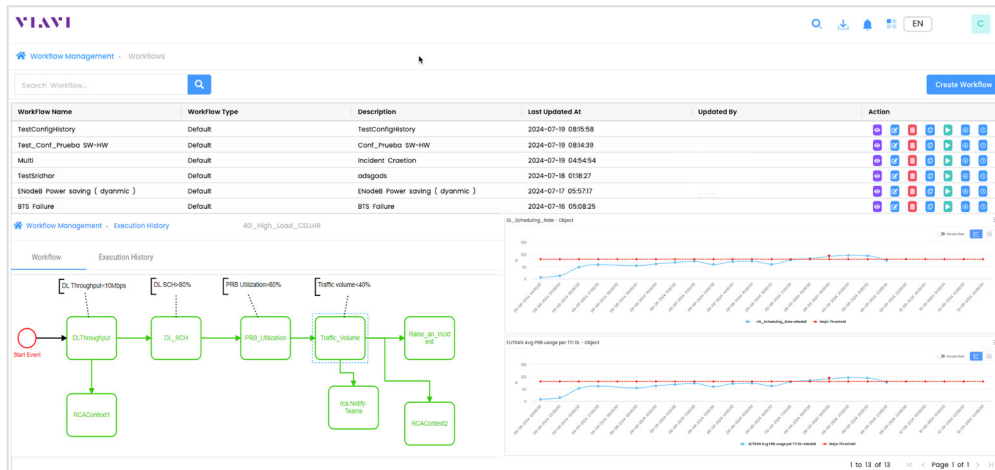 VIAVI
EN
C
Workflow Management - Workflows
Search Workflow...
Create Workflow
WorkFlow Name WorkFlow Type Description Last Updated At Updated By Action
TestConfigHistory Default TestConfigHistory 2024-07-19 08:15:58
Test_Conf_Prueba SW-HW Default Conf_Prueba SW-HW 2024-07-19 08:14:39
Multi Default Incident Craetion 2024-07-19 04:54:54
TestSridhar Default adsgads 2024-07-18 01:18:27
ENodeB Power saving ( dyanmic ) Default ENodeB Power saving ( dyanmic ) 2024-07-17 05:57:17
BTS Failure Default BTS Failure 2024-07-16 05:08:25
Workflow Management - Execution History 4G_High_Load_CELLHR
Workflow Execution History
DL Throughput<10Mbps DL SCH>80% PRB Utilization>80% Traffic volume<40%
Start Event DLThroughput DL_SCH PRB_Utilization Traffic_Volume Raise_an_Incid
ent
RCAContext1 rca Notify-
Teams RCAContext2
DL_Scheduling_Rate - Object
Major Threshold
EUTRAN Avg PRB usage per TTI DL - Object
Major Threshold
1 to 13 of 13 Page 1 of 1